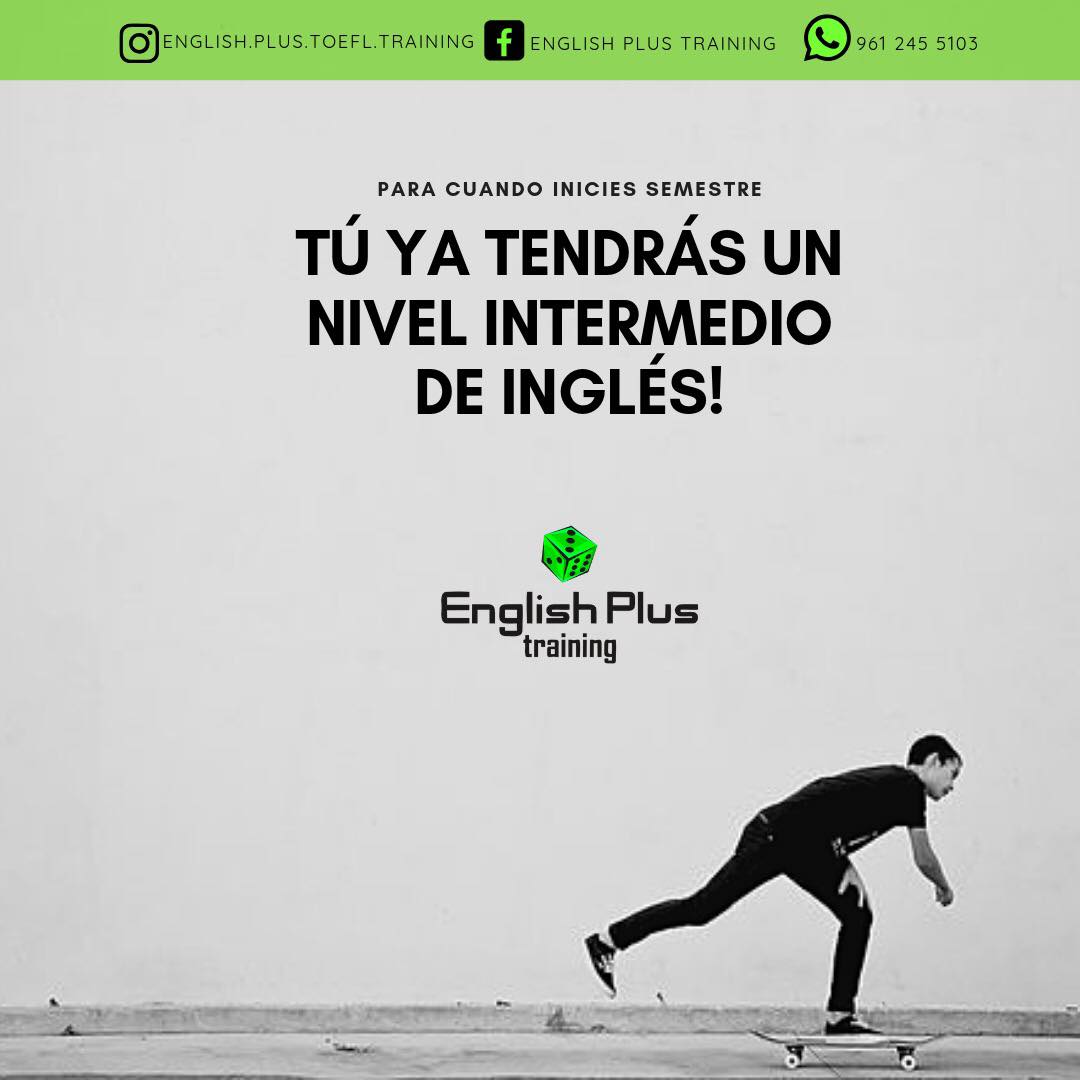 ENGLISH.PLUS.TOEFL.TRAINING
ENGLISH PLUS TRAINING
961 245 5103
PARA CUANDO INICIES SEMESTRE
TÚ YA TENDRÁS UN
NIVEL INTERMEDIO
DE INGLÉS!
English Plus
training